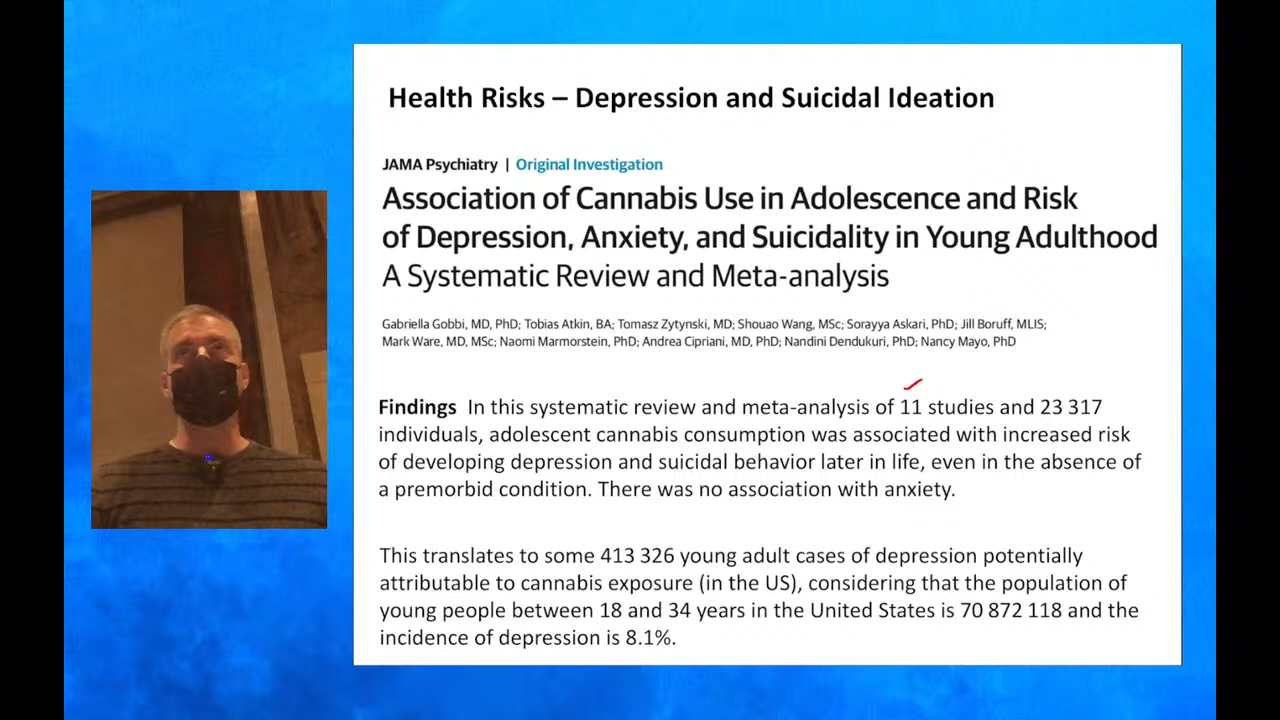 Health Risks – Depression and Suicidal Ideation
JAMA Psychiatry | Original Investigation
Association of Cannabis Use in Adolescence and Risk
of Depression, Anxiety, and Suicidality in Young Adulthood
A Systematic Review and Meta-analysis
Gabriella Gobbi, MD, PhD; Tobias Atkin, BA; Tomasz Zytynski, MD; Shouao Wang, MSc; Sorayya Askari, PhD; Jill Boruff, MLIS;
Mark Ware, MD, MSc; Naomi Marmorstein, PhD; Andrea Cipriani, MD, PhD; Nandini Dendukuri, PhD; Nancy Mayo, PhD
Findings In this systematic review and meta-analysis of 11 studies and 23 317
individuals, adolescent cannabis consumption was associated with increased risk
of developing depression and suicidal behavior later in life, even in the absence of
a premorbid condition. There was no association with anxiety.
This translates to some 413 326 young adult cases of depression potentially
attributable to cannabis exposure (in the US), considering that the population of
young people between 18 and 34 years in the United States is 70 872 118 and the
incidence of depression is 8.1%.